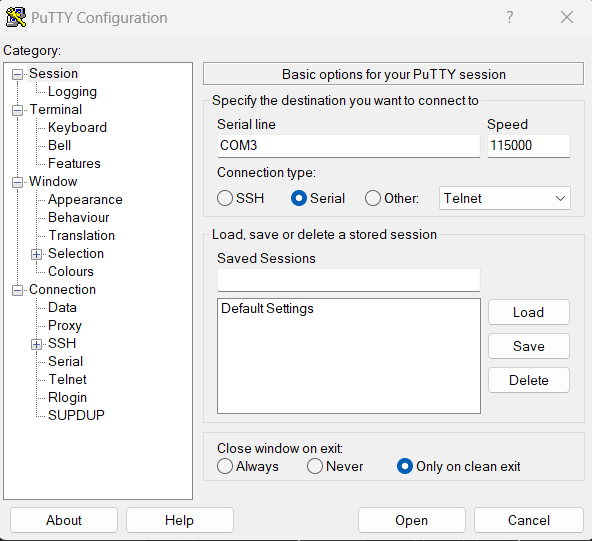 PuTTY Configuration
?
Category:
Session
Logging
Terminal
Keyboard
Bell
Features
Window
Appearance
Behaviour
Translation
Selection
Colours
Connection
Data
Proxy
SSH
Serial
Telnet
Rlogin
SUPDUP
Basic options for your PuTTY session
Specify the destination you want to connect to
Serial line Speed
COM3 115000
Connection type:
SSH Serial Other: Telnet
Load, save or delete a stored session
Saved Sessions
Default Settings
Load
Save
Delete
Close window on exit:
Always Never Only on clean exit
About Help Open Cancel